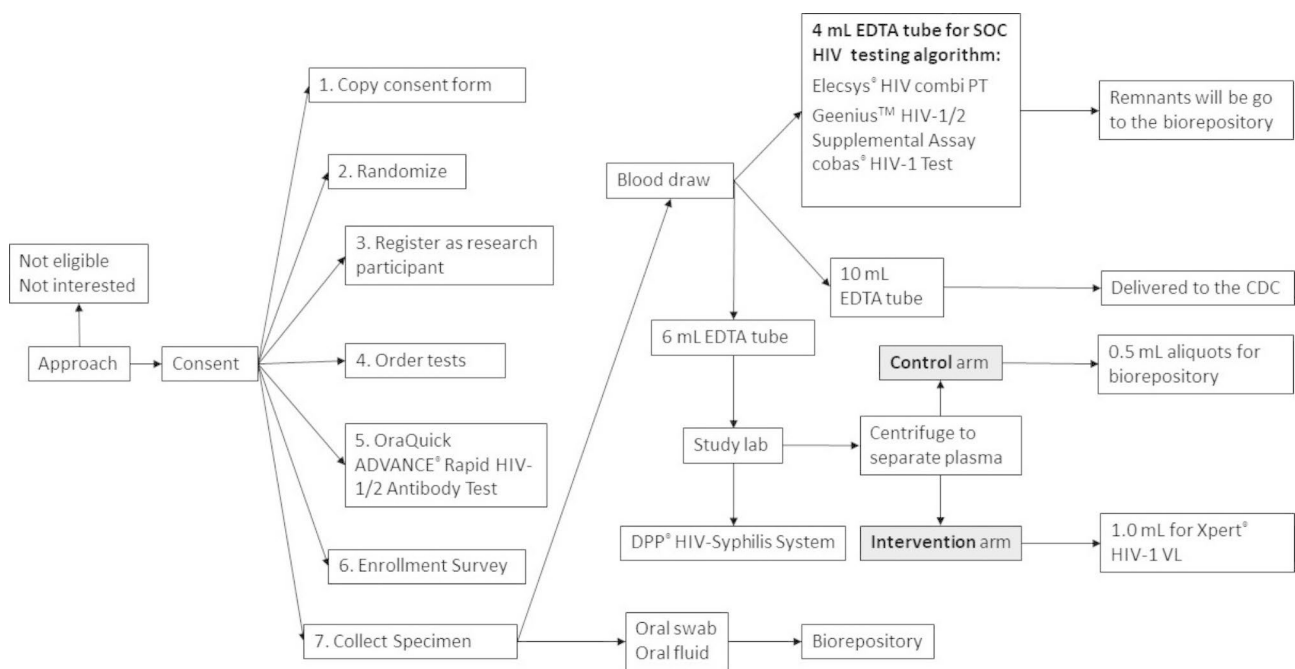 Not eligible
Not interested
Approach
Consent
1. Copy consent form
2. Randomize
3. Register as research
participant
4. Order tests
5. OraQuick
ADVANCE® Rapid HIV-
1/2 Antibody Test
6. Enrollment Survey
7. Collect Specimen
Blood draw
4 mL EDTA tube for SOC
HIV testing algorithm:
Elecsys® HIV combi PT
Geenius™ HIV-1/2
Supplemental Assay
cobas® HIV-1 Test
Remnants will be go
to the biorepository
10 mL
EDTA tube
Delivered to the CDC
6 mL EDTA tube
Study lab
DPP® HIV-Syphilis System
Centrifuge to
separate plasma
Control arm
0.5 mL aliquots for
biorepository
Intervention arm
1.0 mL for Xpert®
HIV-1 VL
Oral swab
Oral fluid
Biorepository